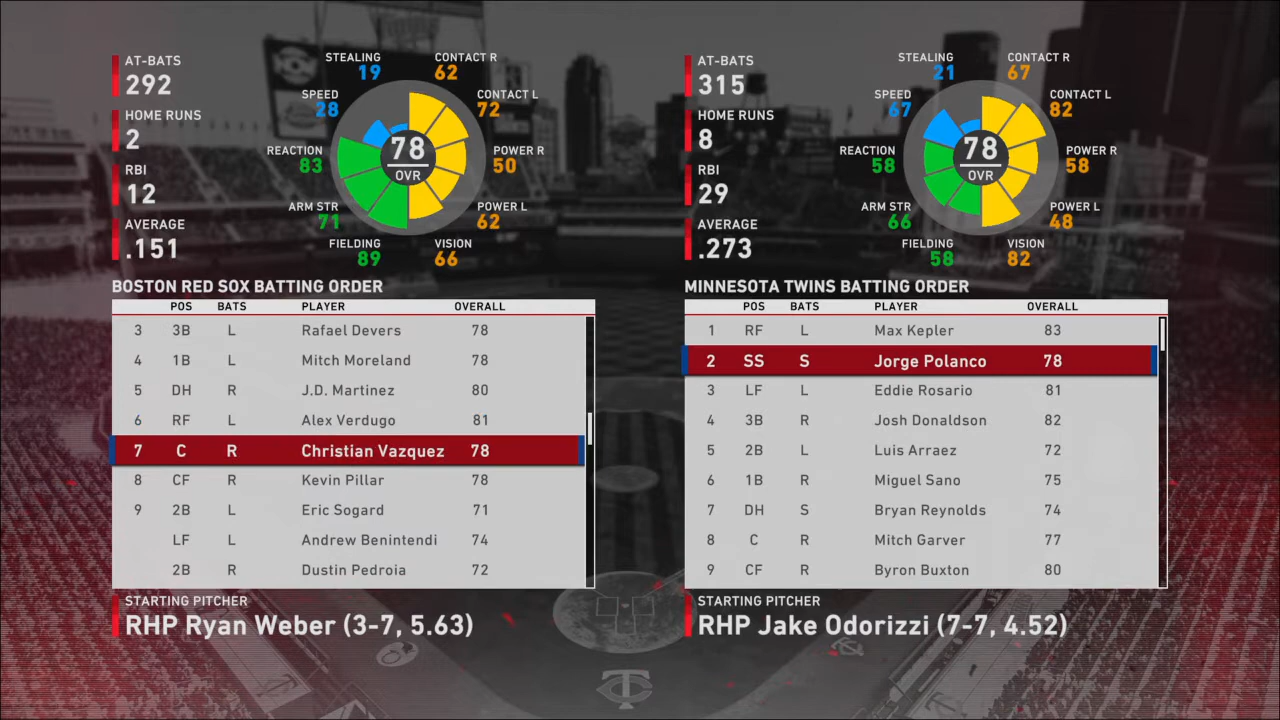 AT-BATS
292
HOME RUNS
2
RBI
12
AVERAGE
.151
STEALING
19
CONTACT R
62
SPEED
28
CONTACT L
72
REACTION
83
78
OVR
POWER R
50
ARM STR
71
POWER L
62
FIELDING
89
VISION
66
BOSTON RED SOX BATTING ORDER
POS BATS PLAYER OVERALL
3 3B L Rafael Devers 78
4 1B L Mitch Moreland 78
5 DH R J.D. Martinez 80
6 RF L Alex Verdugo 81
7 C R Christian Vazquez 78
8 CF R Kevin Pillar 78
9 2B L Eric Sogard 71
LF L Andrew Benintendi 74
2B R Dustin Pedroia 72
STARTING PITCHER
RHP Ryan Weber (3-7, 5.63)
AT-BATS
315
HOME RUNS
8
RBI
29
AVERAGE
.273
STEALING
21
CONTACT R
67
SPEED
67
CONTACT L
82
REACTION
58
78
OVR
POWER R
58
ARM STR
66
POWER L
48
FIELDING
58
VISION
82
MINNESOTA TWINS BATTING ORDER
POS BATS PLAYER OVERALL
1 RF L Max Kepler 83
2 SS S Jorge Polanco 78
3 LF L Eddie Rosario 81
4 3B R Josh Donaldson 82
5 2B L Luis Arraez 72
6 1B R Miguel Sano 75
7 DH S Bryan Reynolds 74
8 C R Mitch Garver 77
9 CF R Byron Buxton 80
STARTING PITCHER
RHP Jake Odorizzi (7-7, 4.52)
TC